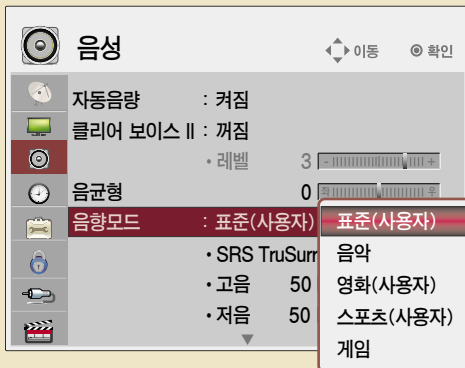 음성
이동 확인
자동음량 : 켜짐
클리어 보이스 II : 꺼짐
• 레벨 3 - +
음균형 0 좌 우
음향모드 : 표준(사용자)
• SRS TruSurr
• 고음 50
• 저음 50
표준(사용자)
음악
영화(사용자)
스포츠(사용자)
게임